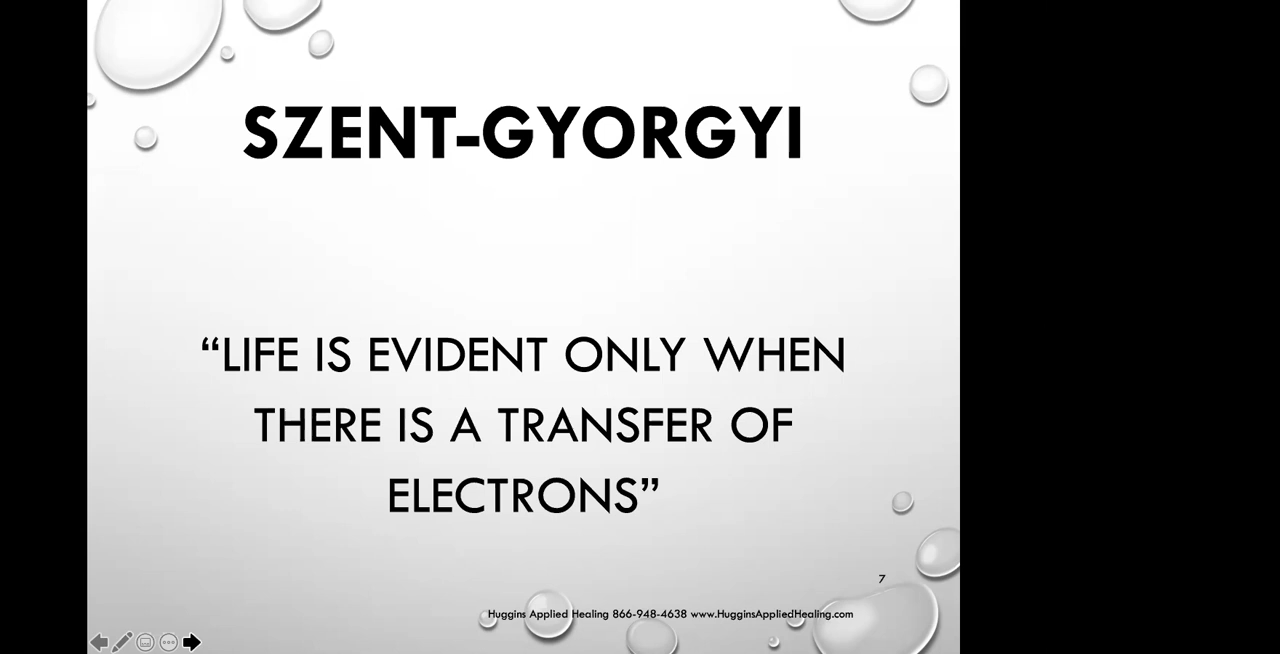 SZENT-GYORGYI
“LIFE IS EVIDENT ONLY WHEN
THERE IS A TRANSFER OF
ELECTRONS”
7
Huggins Applied Healing 866-948-4638 www.HugginsAppliedHealing.com